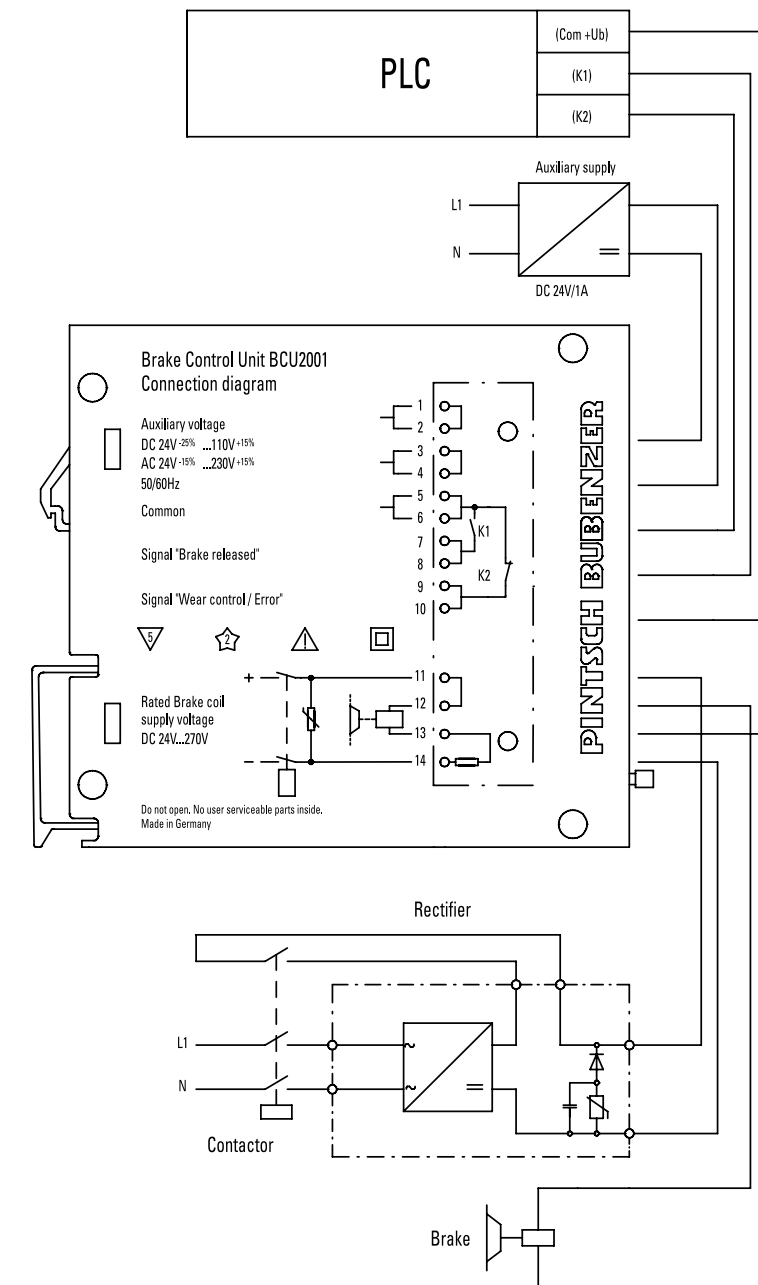 (Com +Ub)
PLC
(K1)
(K2)
Auxiliary supply
L1
N
DC 24V/1A
Brake Control Unit BCU2001
Connection diagram
Auxiliary voltage
DC 24V -25% ...110V +15%
AC 24V -15% ...230V +15%
50/60Hz
Common
Signal "Brake released"
Signal "Wear control / Error"
1
2
3
4
5
6
7
8
9
10
K1
K2
5
2
!
+
-
Rated Brake coil
supply voltage
DC 24V...270V
11
12
13
14
Do not open. No user serviceable parts inside.
Made in Germany
PINTSCH BUBENZER
Rectifier
L1
N
~
~
Contactor
Brake